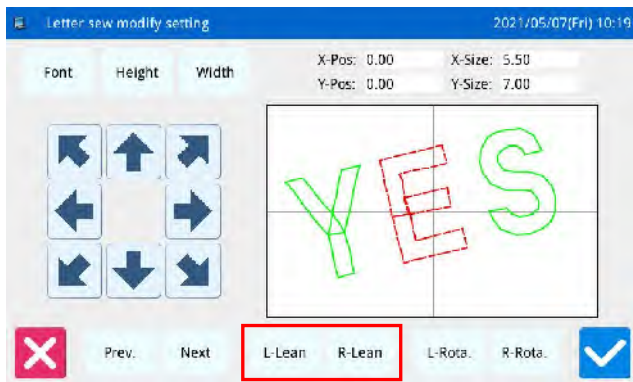 Letter sew modify setting 2021/05/07(Fri) 10:19
Font Height Width
X-Pos: 0.00 X-Size: 5.50
Y-Pos: 0.00 Y-Size: 7.00
YES
Prev. Next L-Lean R-Lean L-Rota. R-Rota.